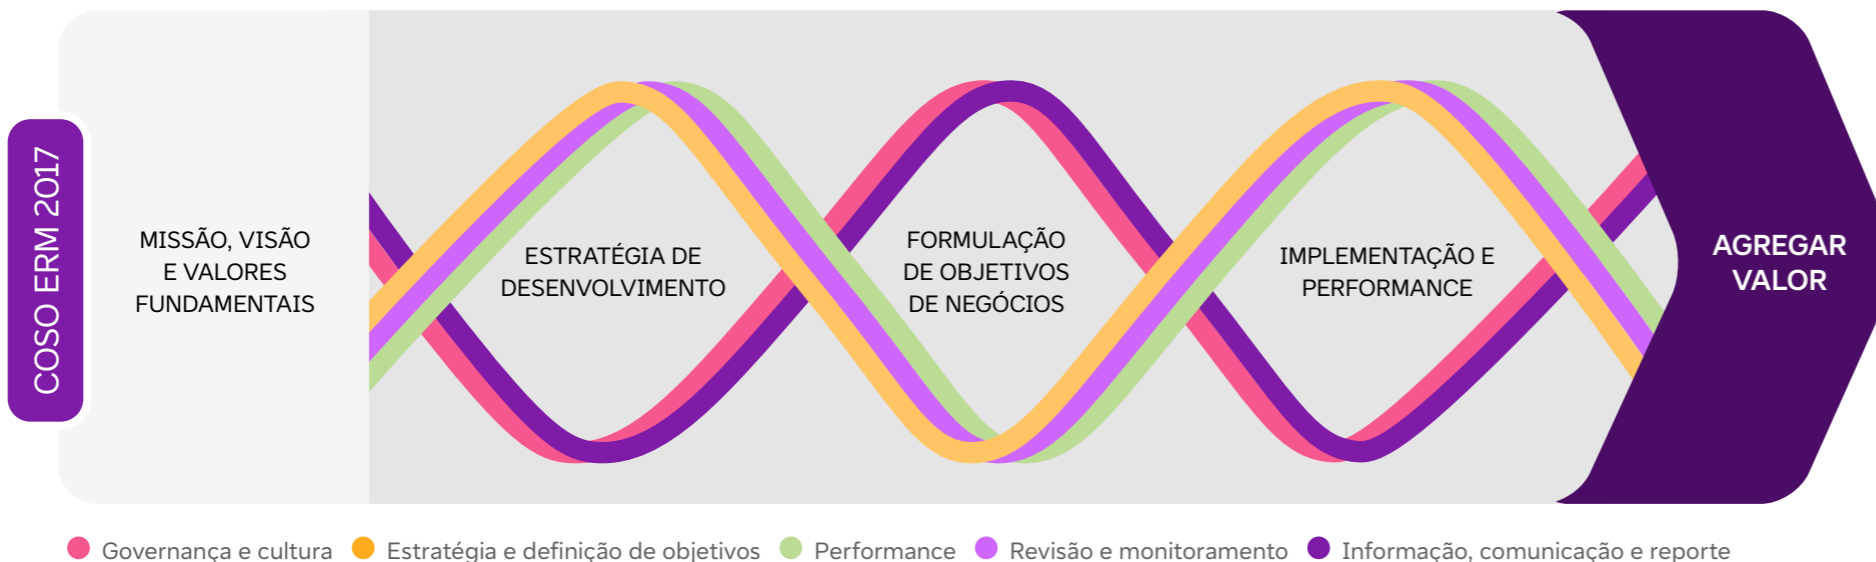 COSO ERM 2017
MISSÃO, VISÃO
E VALORES
FUNDAMENTAIS
ESTRATÉGIA DE
DESENVOLVIMENTO
FORMULAÇÃO
DE OBJETIVOS
DE NEGÓCIOS
IMPLEMENTAÇÃO E
PERFORMANCE
AGREGAR
VALOR
Governança e cultura
Estratégia e definição de objetivos
Performance
Revisão e monitoramento
Informação, comunicação e reporte